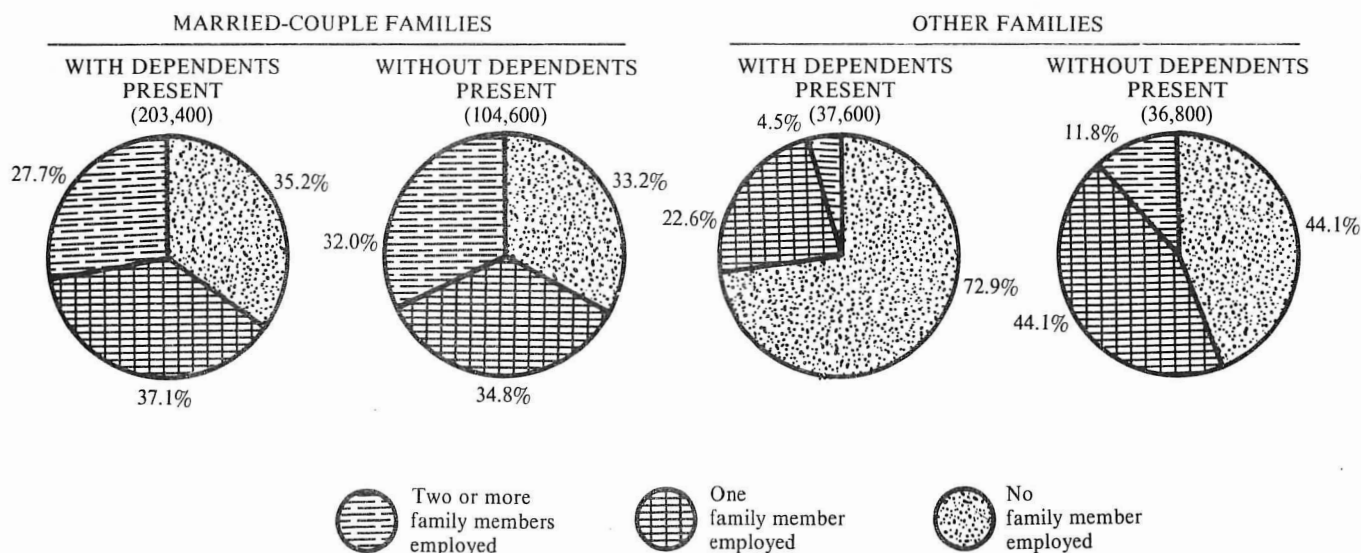 MARRIED-COUPLE FAMILIES
WITH DEPENDENTS
PRESENT
(203,400)
27.7%
35.2%
37.1%
WITHOUT DEPENDENTS
PRESENT
(104,600)
33.2%
32.0%
34.8%
OTHER FAMILIES
WITH DEPENDENTS
PRESENT
(37,600)
4.5%
22.6%
72.9%
WITHOUT DEPENDENTS
PRESENT
(36,800)
11.8%
44.1%
44.1%
Two or more
family members
employed
One
family member
employed
No
family member
employed